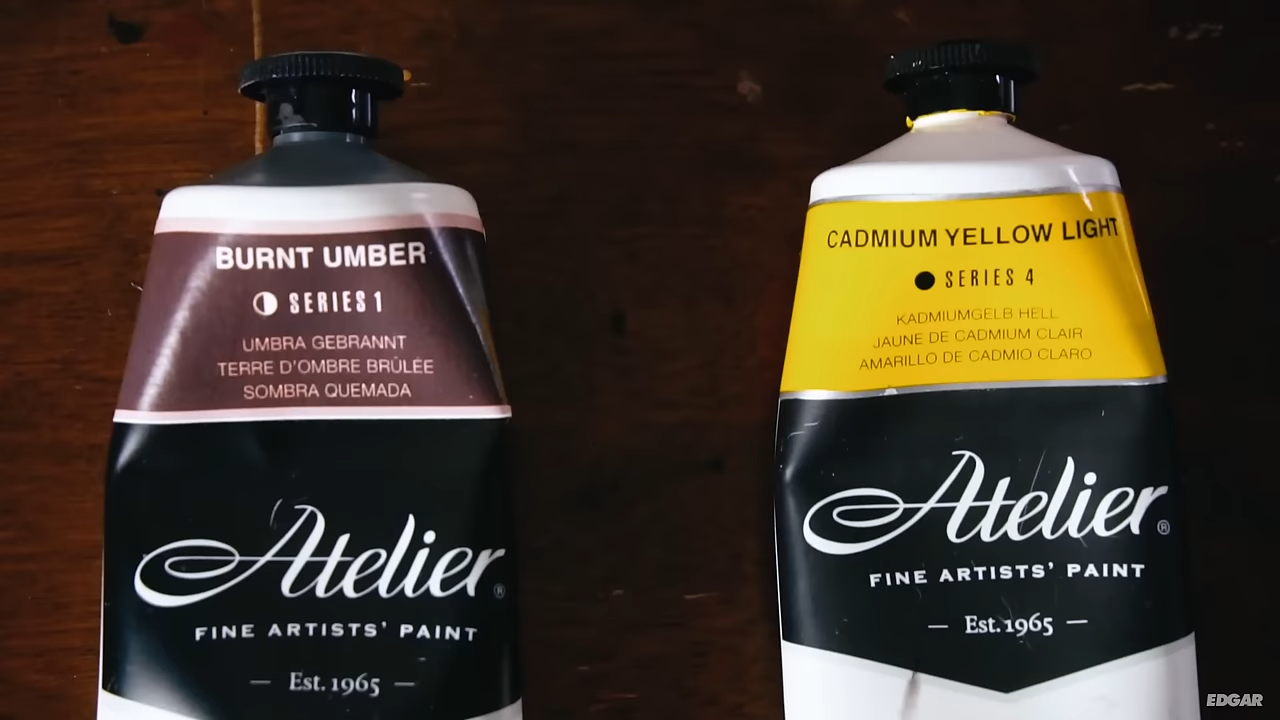 BURNT UMBER
SERIES 1
UMBRA GEBRANNT
TERRE D'OMBRE BRÛLÉE
SOMBRA QUEMADA
Atelier®
FINE ARTISTS' PAINT
— Est. 1965 —
CADMIUM YELLOW LIGHT
SERIES 4
KADMIUMGELB HELL
JAUNE DE CADMIUM CLAIR
AMARILLO DE CADMIO CLARO
Atelier®
FINE ARTISTS' PAINT
— Est. 1965 —
EDGAR